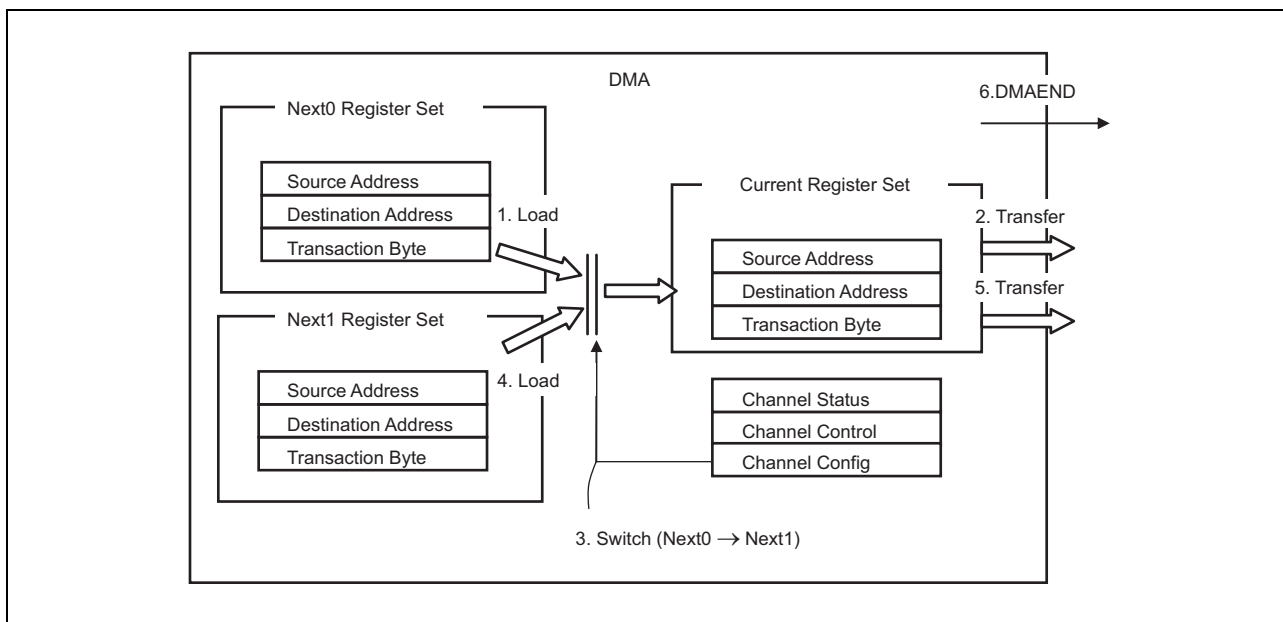 DMA
6.DMAEND
Next0 Register Set
Source Address
Destination Address
Transaction Byte
1. Load
Current Register Set
2. Transfer
Source Address
Destination Address
Transaction Byte
5. Transfer
Next1 Register Set
4. Load
Source Address
Destination Address
Transaction Byte
Channel Status
Channel Control
Channel Config
3. Switch (Next0 → Next1)